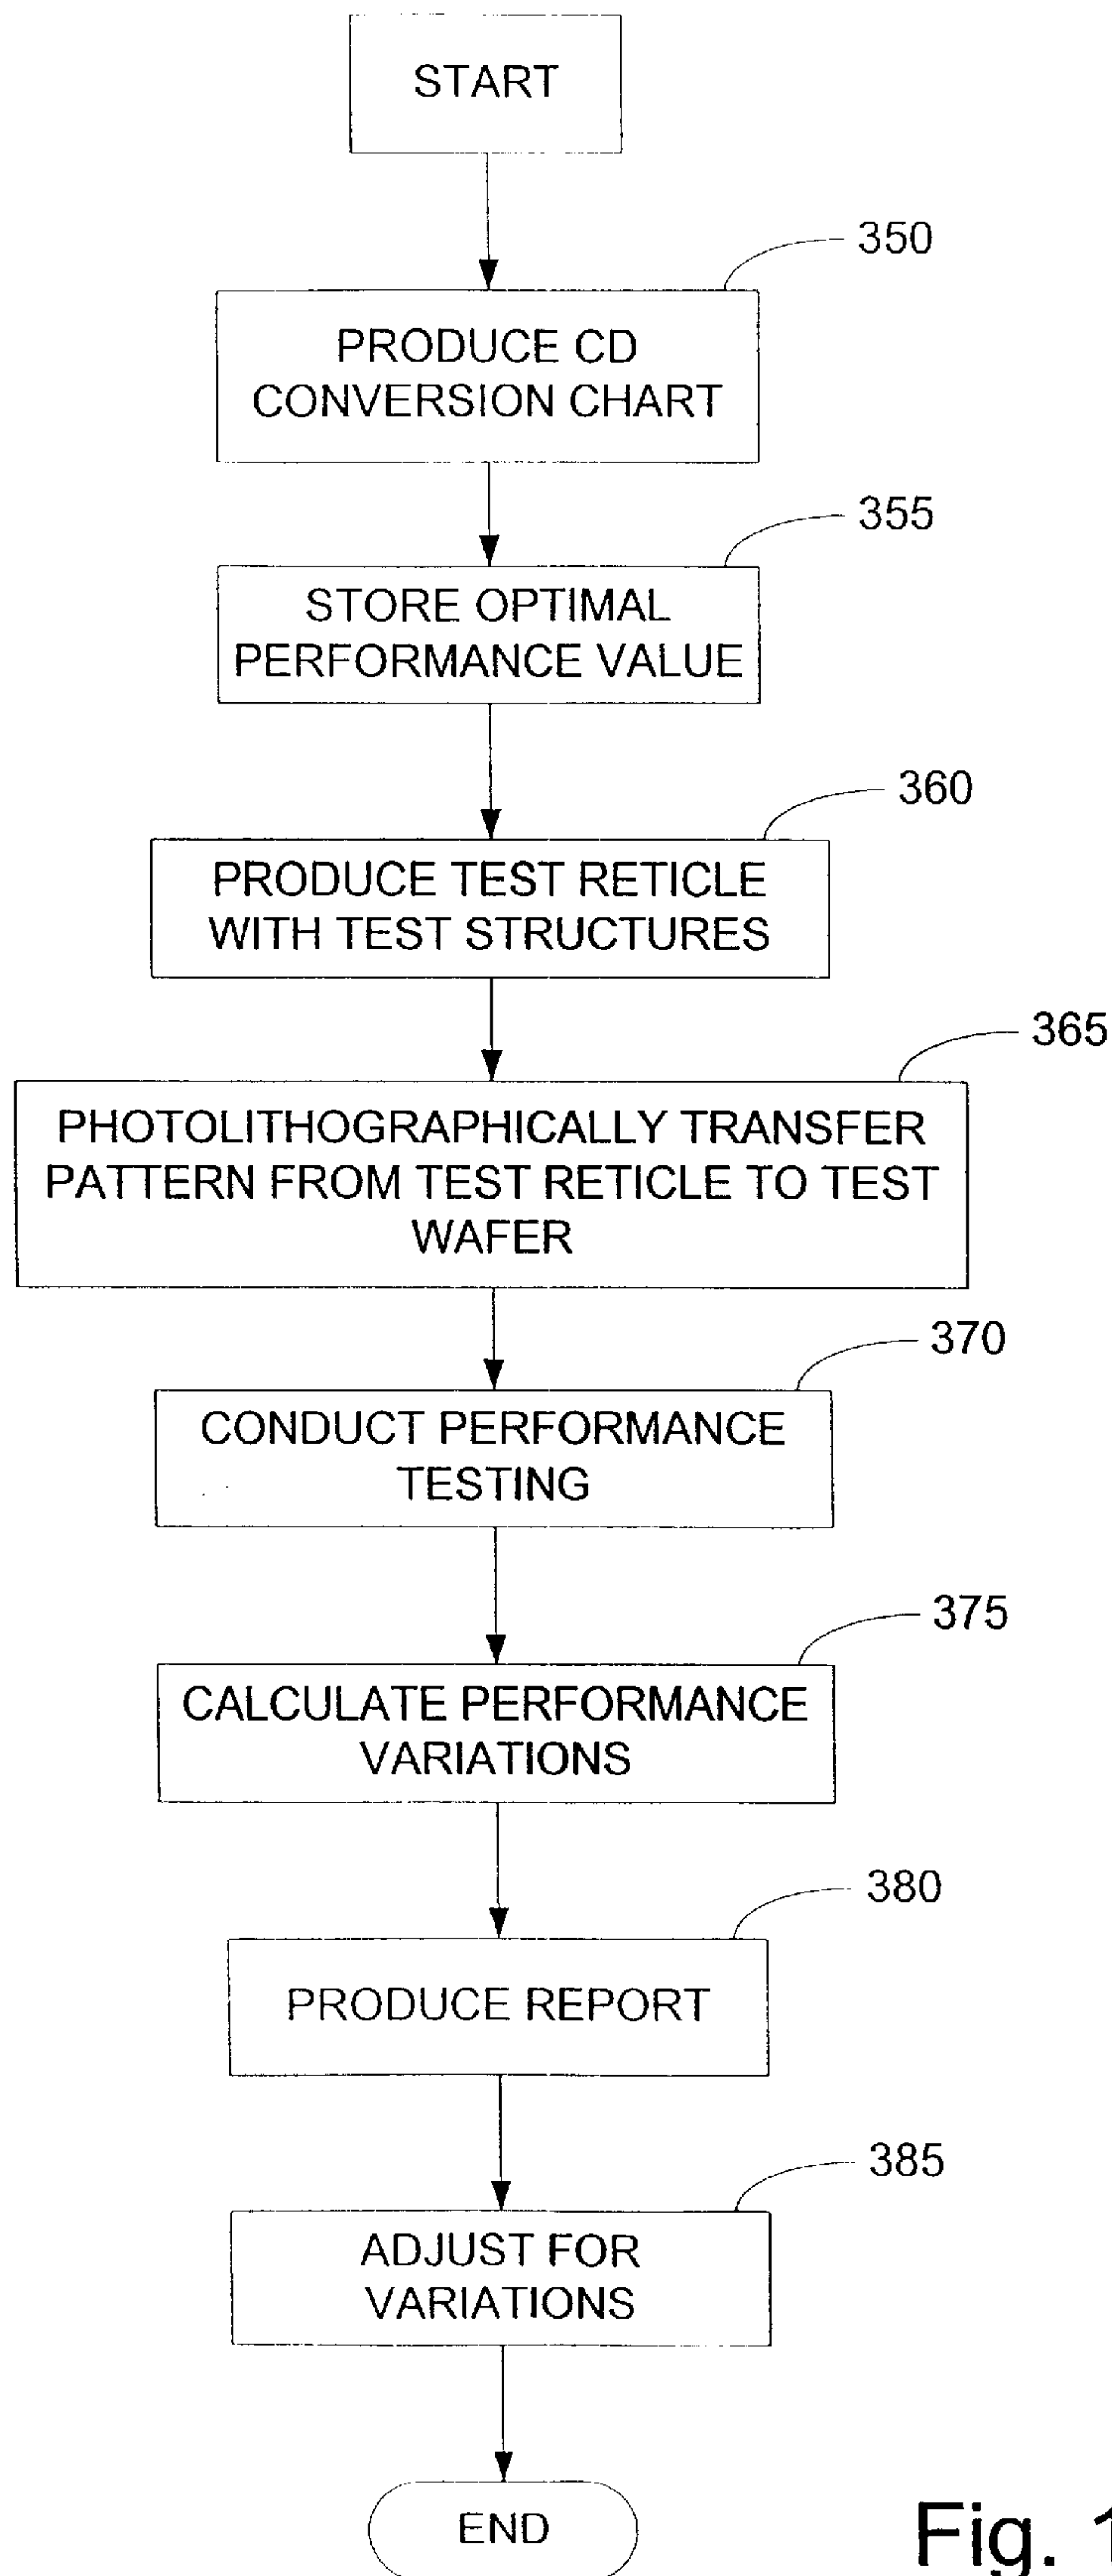 START
350
PRODUCE CD
CONVERSION CHART
355
STORE OPTIMAL
PERFORMANCE VALUE
360
PRODUCE TEST RETICLE
WITH TEST STRUCTURES
365
PHOTOLITHOGRAPHICALLY TRANSFER
PATTERN FROM TEST RETICLE TO TEST
WAFER
370
CONDUCT PERFORMANCE
TESTING
375
CALCULATE PERFORMANCE
VARIATIONS
380
PRODUCE REPORT
385
ADJUST FOR
VARIATIONS
END
Fig.